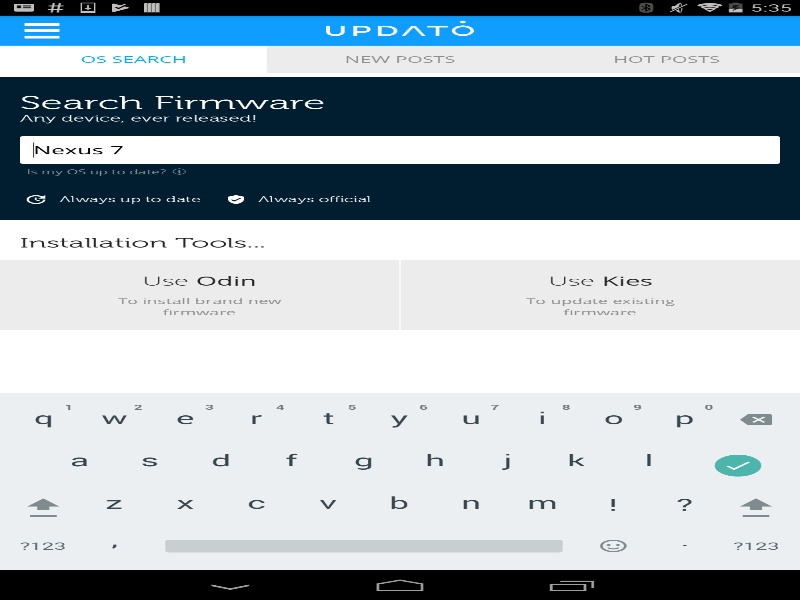 5:35
UPDATO
OS SEARCH NEW POSTS HOT POSTS
Search Firmware
Any device, ever released!
Nexus 7
Is my OS up to date?
Always up to date Always official
Installation Tools...
Use Odin Use Kies
To install brand new To update existing
firmware firmware
1 2 3 4 5 6 7 8 9 0
q w e r t y u i o p
a s d f g h j k l
z x c v b n m ! ?
?123 , . ?123